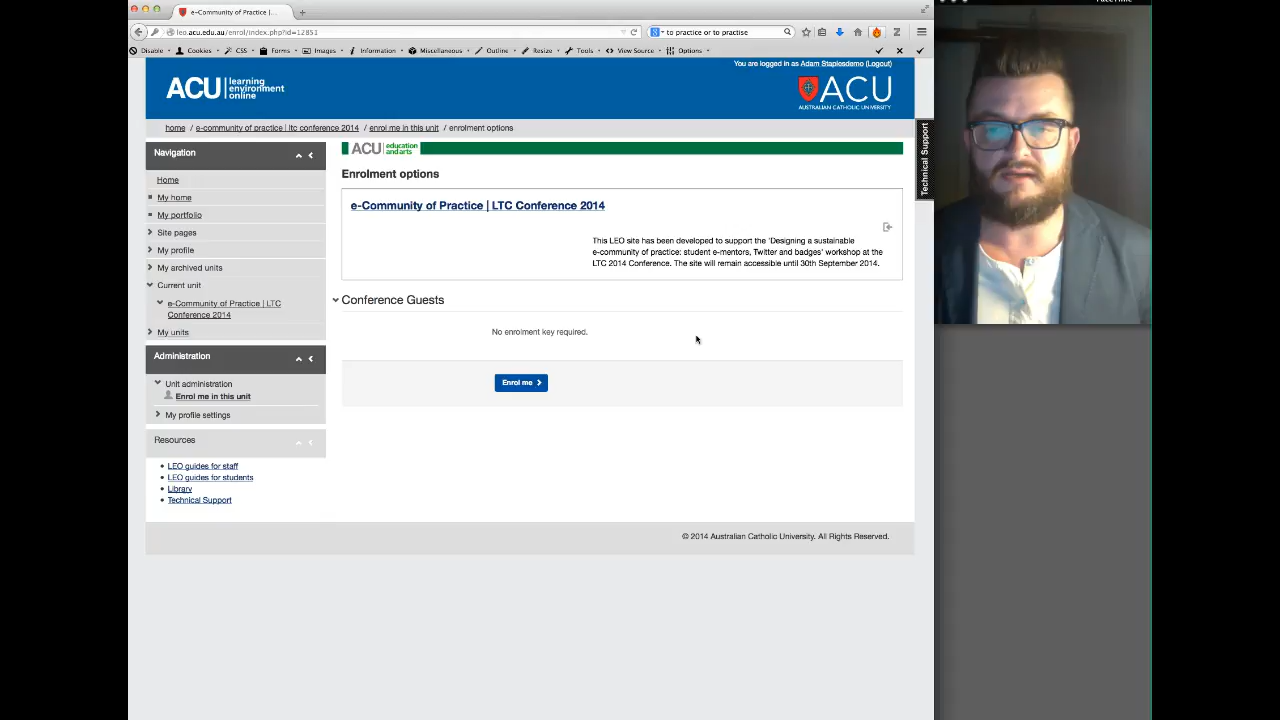 e-Community of Practice | L...
leo.acu.edu.au/enrol/index.php?id=12851
to practice or to practise
Disable Cookies CSS Forms Images Information Miscellaneous Outline Resize Tools View Source Options
You are logged in as Adam Staplesdemo (Logout)
ACU learning environment online
ACU
AUSTRALIAN CATHOLIC UNIVERSITY
home / e-community of practice | ltc conference 2014 / enrol me in this unit / enrolment options
Technical Support
Navigation
Home
My home
My portfolio
Site pages
My profile
My archived units
Current unit
e-Community of Practice | LTC
Conference 2014
My units
Administration
Unit administration
Enrol me in this unit
My profile settings
Resources
LEO guides for staff
LEO guides for students
Library
Technical Support
ACU education and arts
Enrolment options
e-Community of Practice | LTC Conference 2014
This LEO site has been developed to support the 'Designing a sustainable
e-community of practice: student e-mentors, Twitter and badges' workshop at the
LTC 2014 Conference. The site will remain accessible until 30th September 2014.
Conference Guests
No enrolment key required.
Enrol me
© 2014 Australian Catholic University. All Rights Reserved.